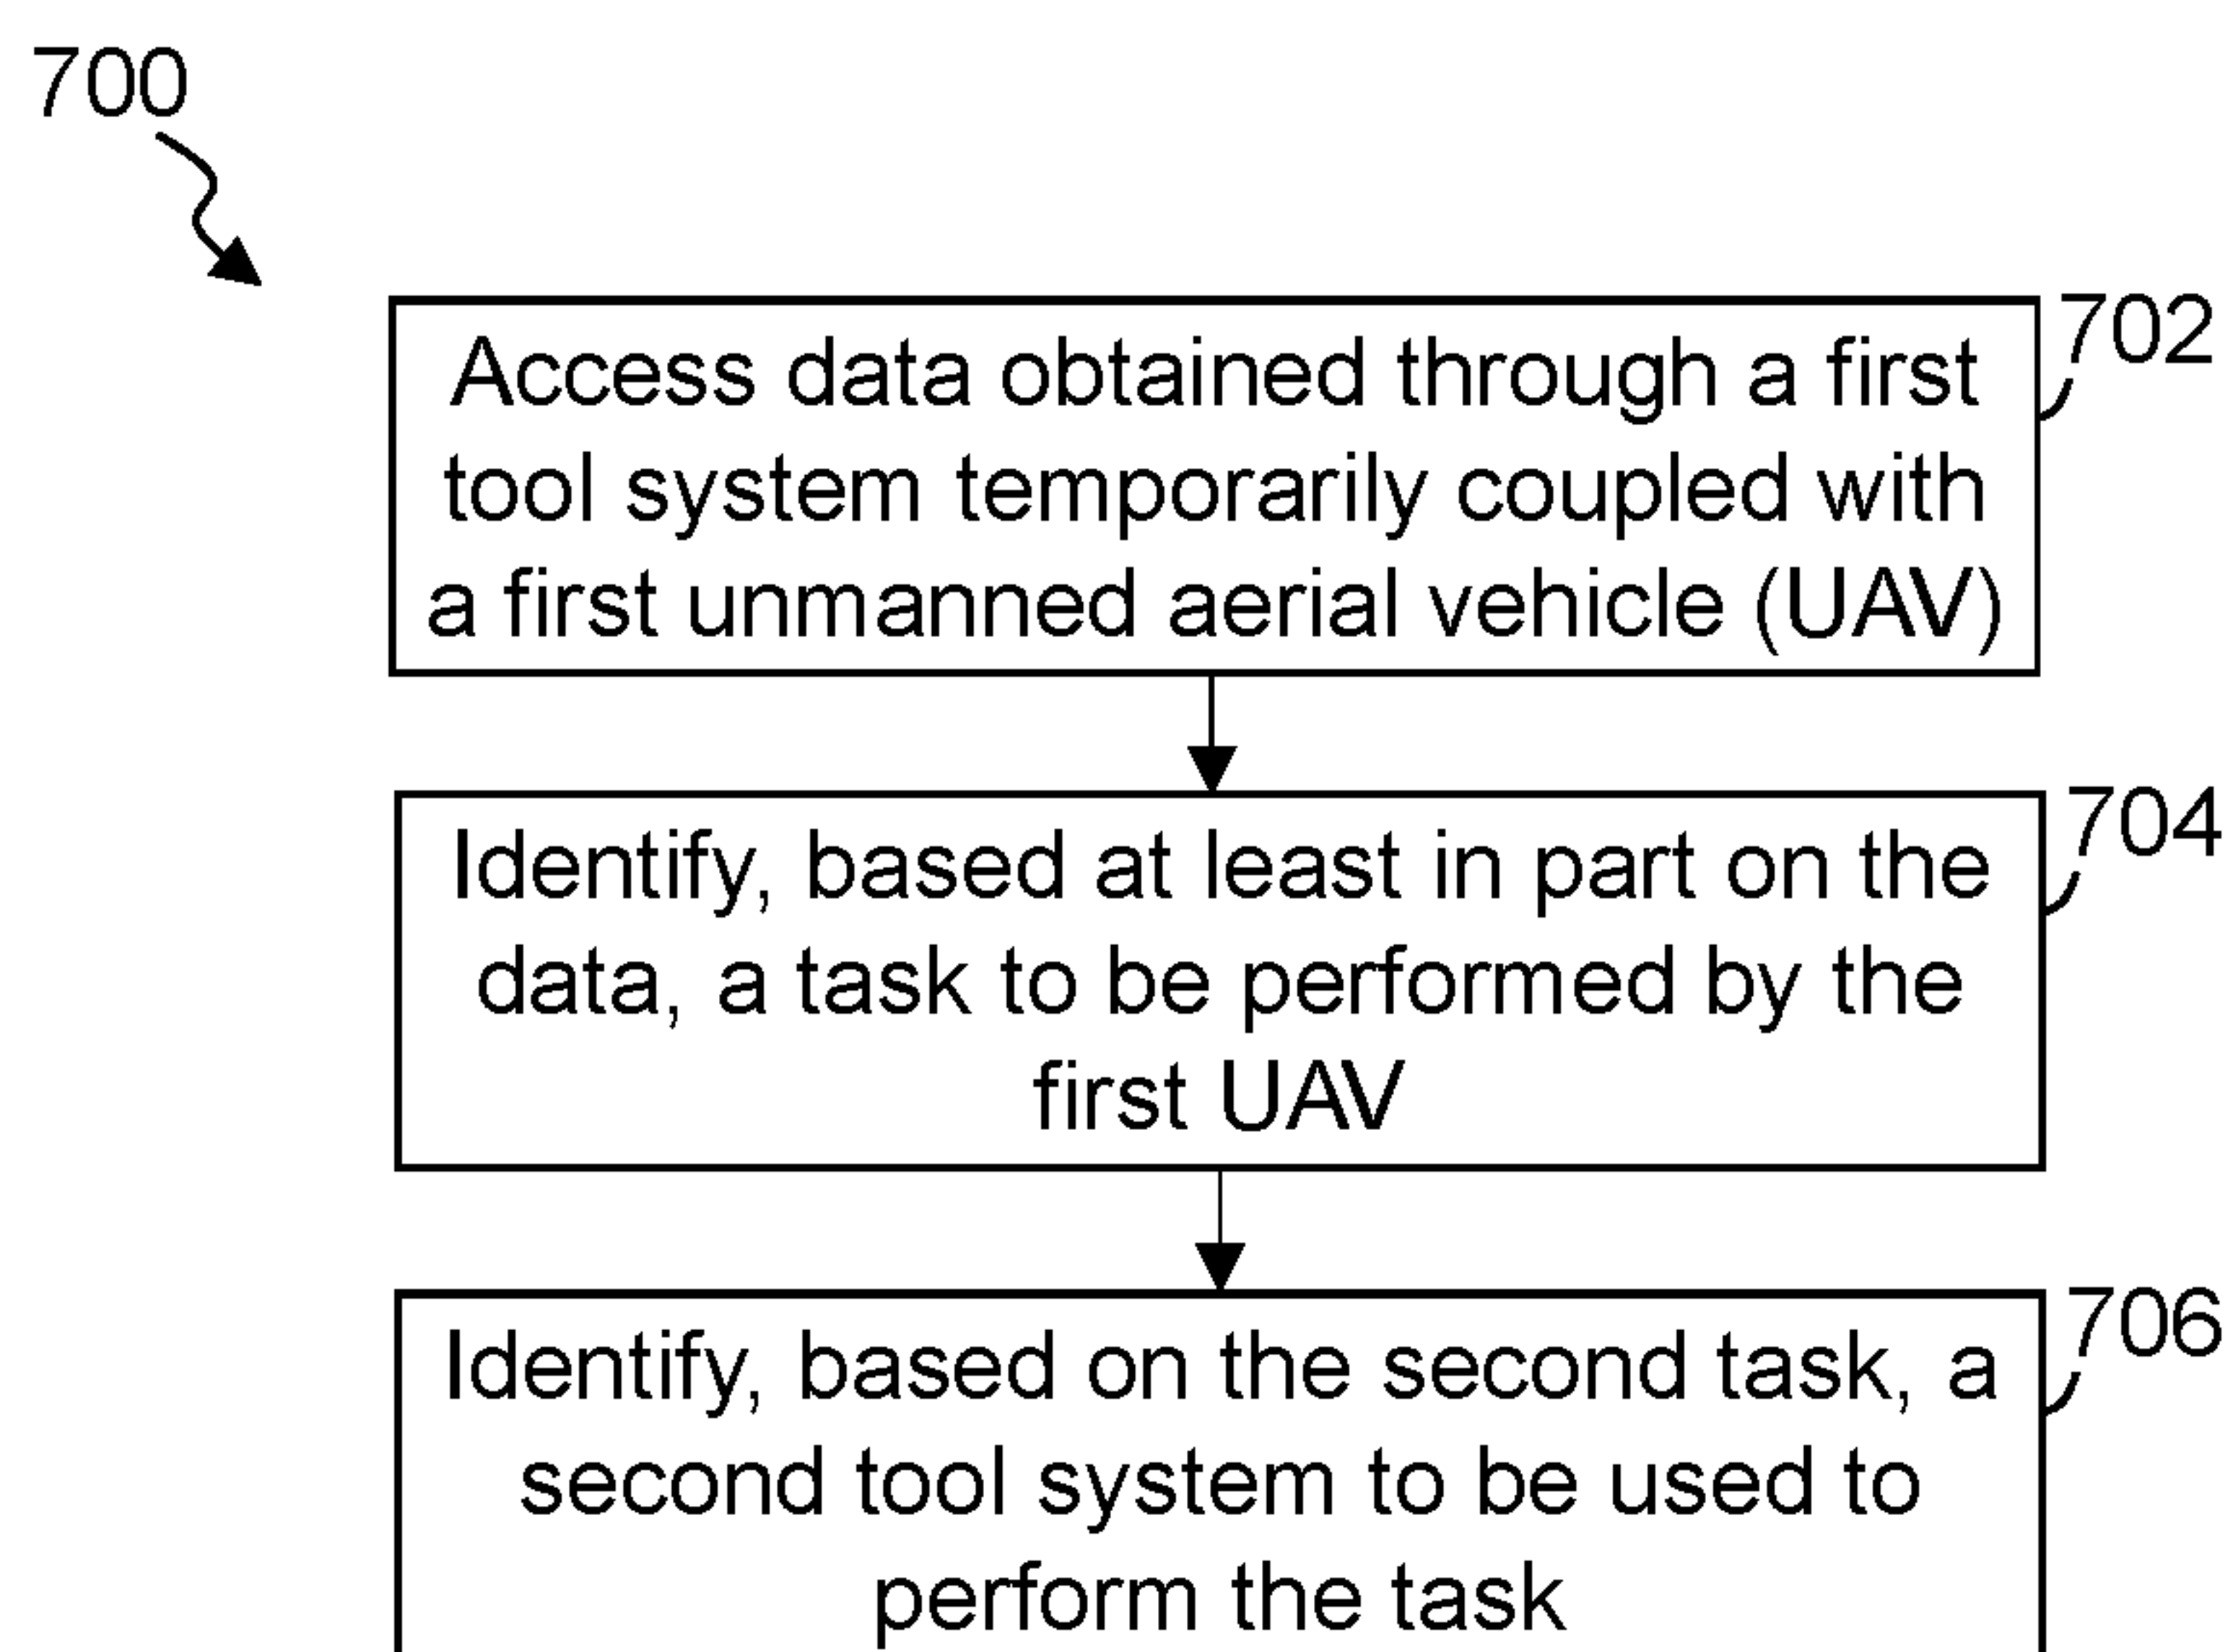 700
702
Access data obtained through a first
tool system temporarily coupled with
a first unmanned aerial vehicle (UAV)
704
Identify, based at least in part on the
data, a task to be performed by the
first UAV
706
Identify, based on the second task, a
second tool system to be used to
perform the task